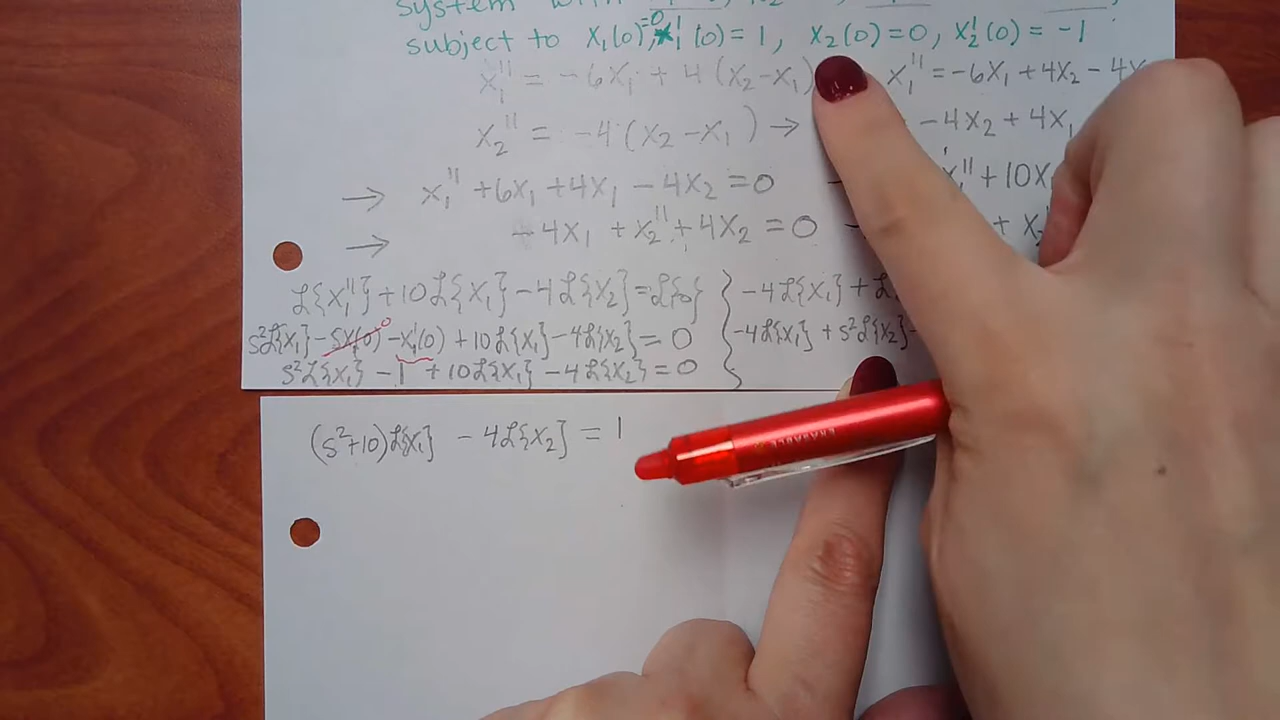 system with
subject to x₁(0)=0, x₁'(0) = 1, x₂(0) = 0, x₂'(0) = -1
x₁'' = -6x₁ + 4(x₂-x₁) x₁'' = -6x₁ + 4x₂ - 4x
x₂'' = -4(x₂-x₁) → -4x₂ + 4x₁
→ x₁'' + 6x₁ + 4x₁ - 4x₂ = 0 x₁'' + 10x
→ -4x₁ + x₂'' + 4x₂ = 0 + x₂
ℒ{x₁''} + 10ℒ{x₁} - 4ℒ{x₂} = ℒ{0} } -4ℒ{x₁} + ℒ
s²ℒ{x₁} - sx₁(0) 0 - x₁'(0) + 10ℒ{x₁} - 4ℒ{x₂} = 0 -4ℒ{x₁} + s²ℒ{x₂} -
s²ℒ{x₁} - 1 + 10ℒ{x₁} - 4ℒ{x₂} = 0
(s²+10)ℒ{x₁} - 4ℒ{x₂} = 1